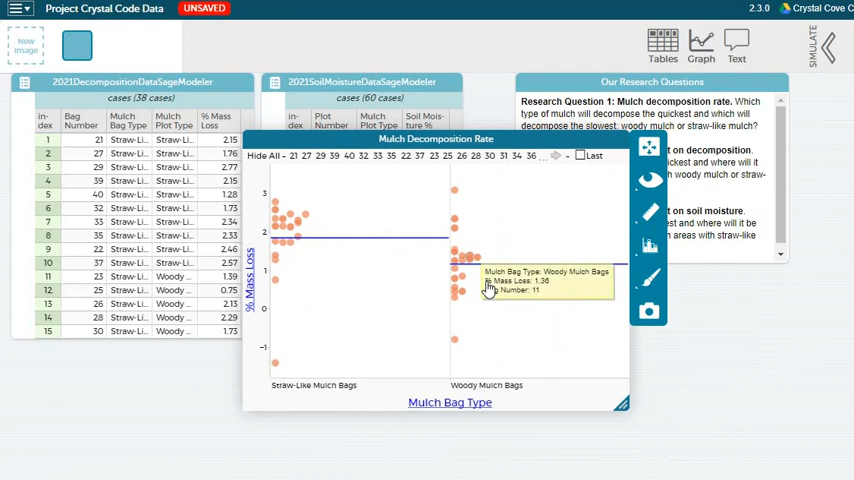 Project Crystal Code Data
UNSAVED
2.3.0
Crystal Cove C
New
Image
Tables
Graph
Text
SIMULATE
2021DecompositionDataSageModeler
cases (38 cases)
in-
dex
Bag
Number
Mulch
Bag Type
Mulch
Plot Type
% Mass
Loss
1 21 Straw-Li... Straw-Li... 2.15
2 27 Straw-Li... Straw-Li... 1.76
3 29 Straw-Li... Straw-Li... 2.77
4 39 Straw-Li... Straw-Li... 2.15
5 40 Straw-Li... Straw-Li... 1.28
6 32 Straw-Li... Straw-Li... 1.73
7 33 Straw-Li... Straw-Li... 2.34
8 35 Straw-Li... Straw-Li... 2.33
9 22 Straw-Li... Straw-Li... 2.46
10 37 Straw-Li... Straw-Li... 2.57
11 23 Straw-Li... Woody ... 1.39
12 25 Straw-Li... Woody ... 0.75
13 26 Straw-Li... Woody ... 2.13
14 28 Straw-Li... Woody ... 2.29
15 30 Straw-Li... Woody ... 1.73
2021SoilMoistureDataSageModeler
cases (60 cases)
in-
dex
Plot
Number
Mulch
Plot Type
Soil Mois-
ture %
Our Research Questions
Research Question 1: Mulch decomposition rate. Which
type of mulch will decompose the quickest and which will
decompose the slowest: woody mulch or straw-like mulch?
t on decomposition.
quickest and where will it
h woody mulch or straw-
t on soil moisture.
quickest and where will be
areas with straw-like
Mulch Decomposition Rate
Hide All – 21 27 29 39 40 32 33 35 22 37 23 25 26 28 30 31 34 36 ... – Last
3
2
1
0
−1
% Mass Loss
Mulch Bag Type: Woody Mulch Bags
% Mass Loss: 1.36
Number: 11
Straw-Like Mulch Bags
Woody Mulch Bags
Mulch Bag Type